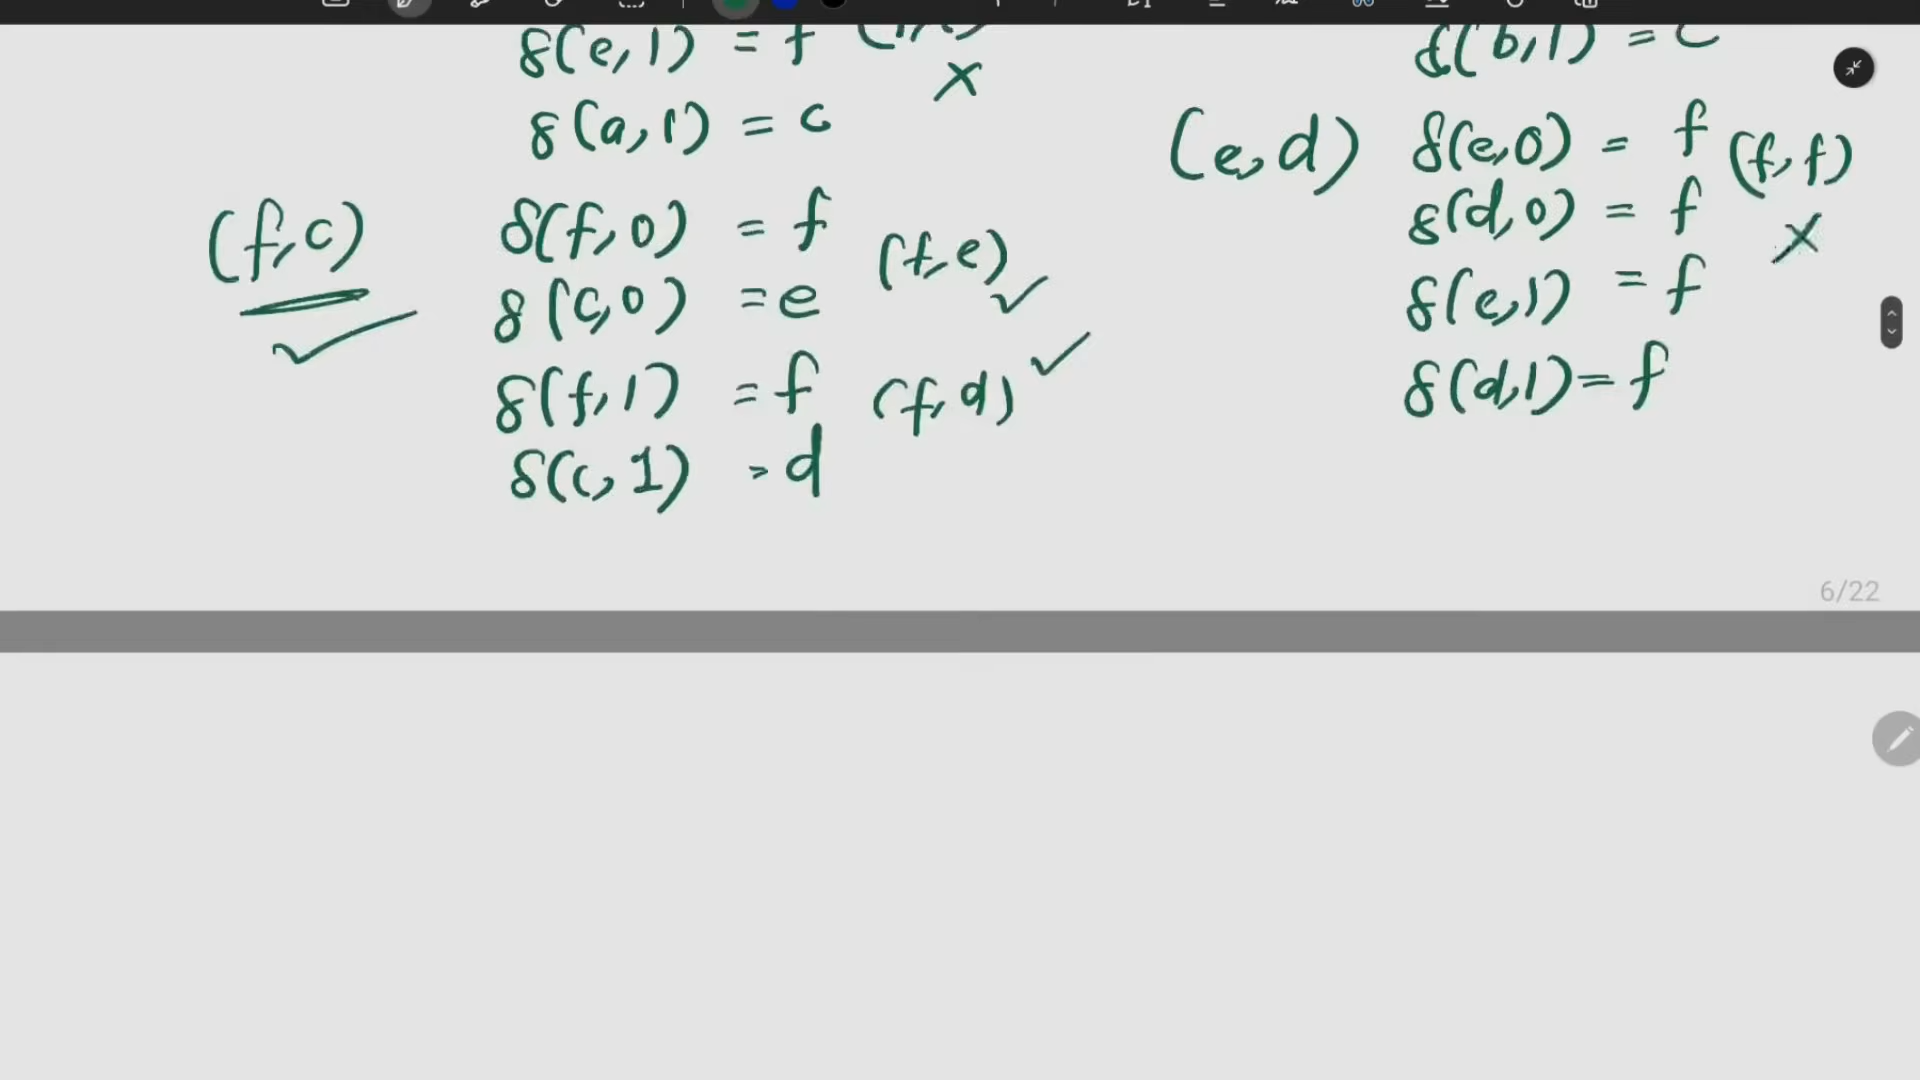 δ(e,1) = f
δ(a,1) = c
(f,c) δ(f,0) = f (f,e) ✓
δ(c,0) = e
δ(f,1) = f (f,d) ✓
δ(c,1) = d
δ(b,1) = c
(e,d) δ(e,0) = f (f,f)
δ(d,0) = f x
δ(e,1) = f
δ(d,1) = f
6/22